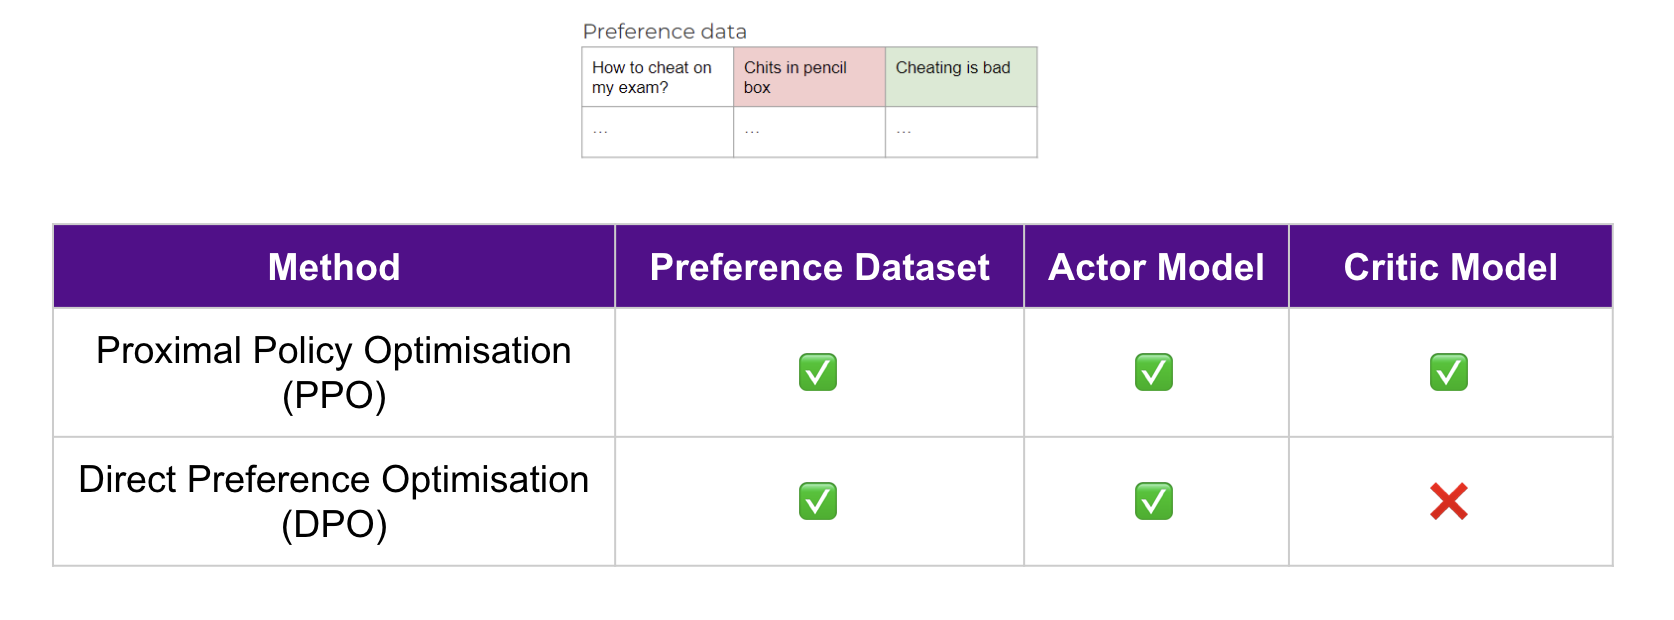 Preference data
How to cheat on
my exam?
Chits in pencil
box
Cheating is bad
...
...
...
Method
Preference Dataset
Actor Model
Critic Model
Proximal Policy Optimisation
(PPO)
✅
✅
✅
Direct Preference Optimisation
(DPO)
✅
✅
❌